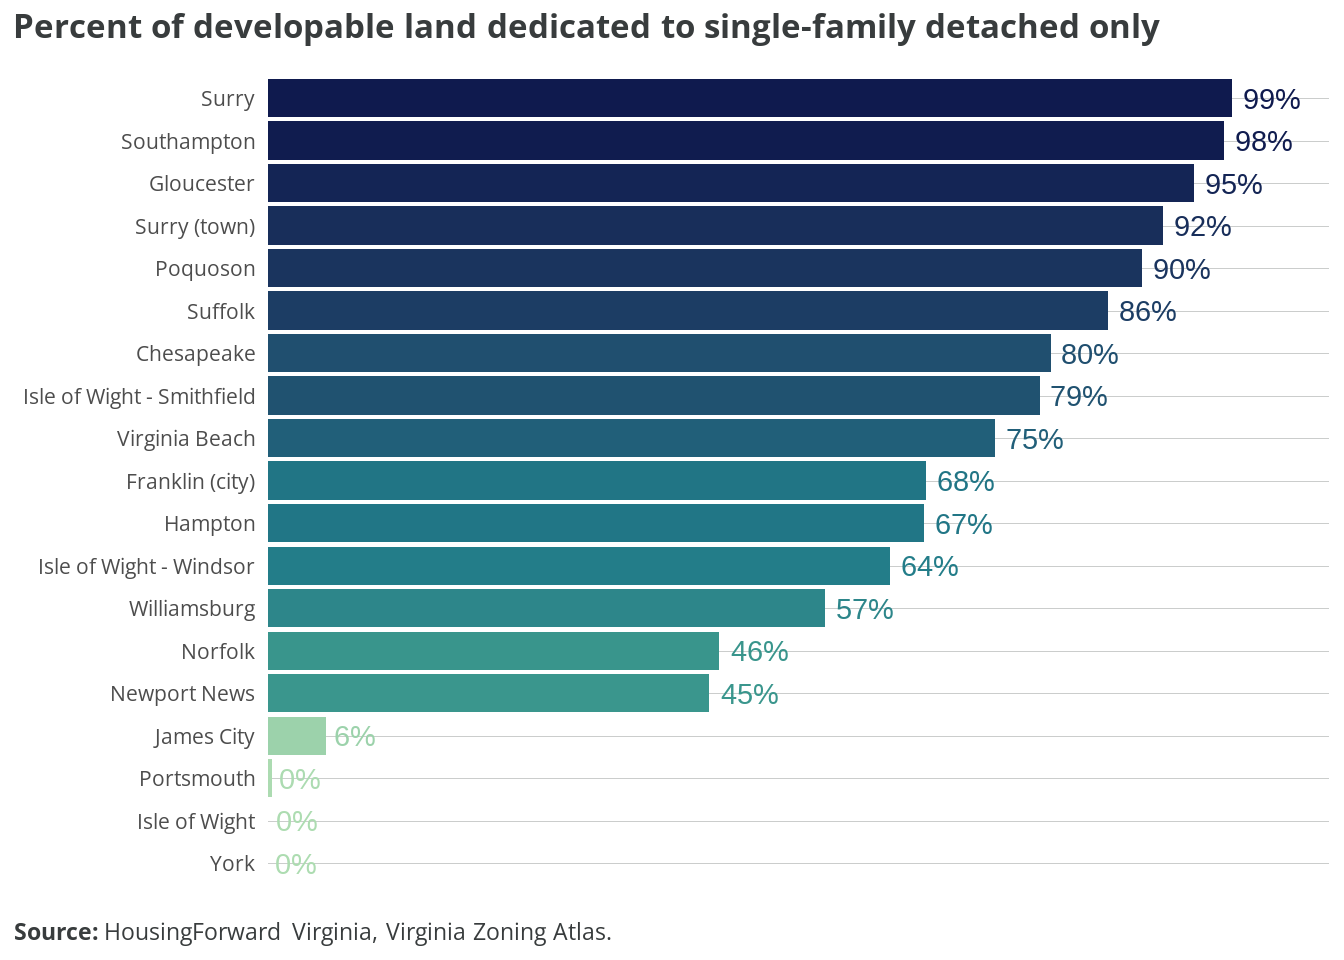 Percent of developable land dedicated to single-family detached only
Surry 99%
Southampton 98%
Gloucester 95%
Surry (town) 92%
Poquoson 90%
Suffolk 86%
Chesapeake 80%
Isle of Wight - Smithfield 79%
Virginia Beach 75%
Franklin (city) 68%
Hampton 67%
Isle of Wight - Windsor 64%
Williamsburg 57%
Norfolk 46%
Newport News 45%
James City 6%
Portsmouth 0%
Isle of Wight 0%
York 0%
Source: HousingForward Virginia, Virginia Zoning Atlas.